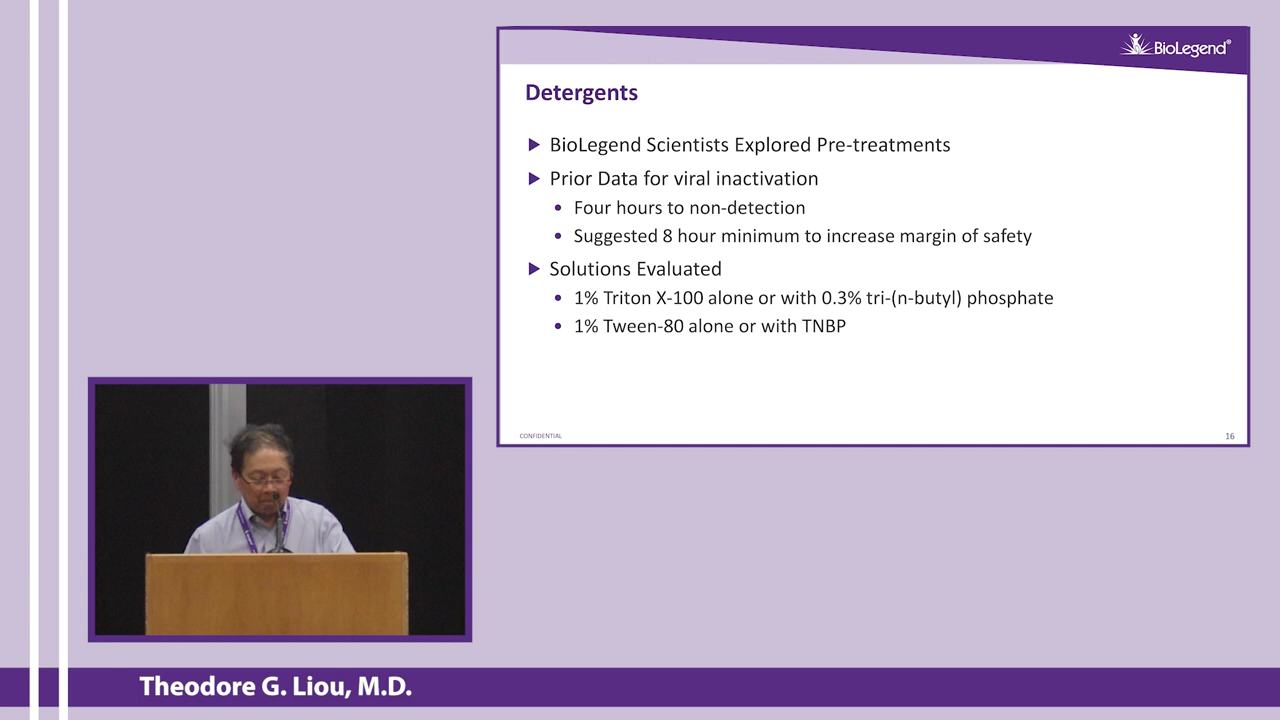 BioLegend®
Detergents
BioLegend Scientists Explored Pre-treatments
Prior Data for viral inactivation
Four hours to non-detection
Suggested 8 hour minimum to increase margin of safety
Solutions Evaluated
1% Triton X-100 alone or with 0.3% tri-(n-butyl) phosphate
1% Tween-80 alone or with TNBP
CONFIDENTIAL
16
Theodore G. Liou, M.D.